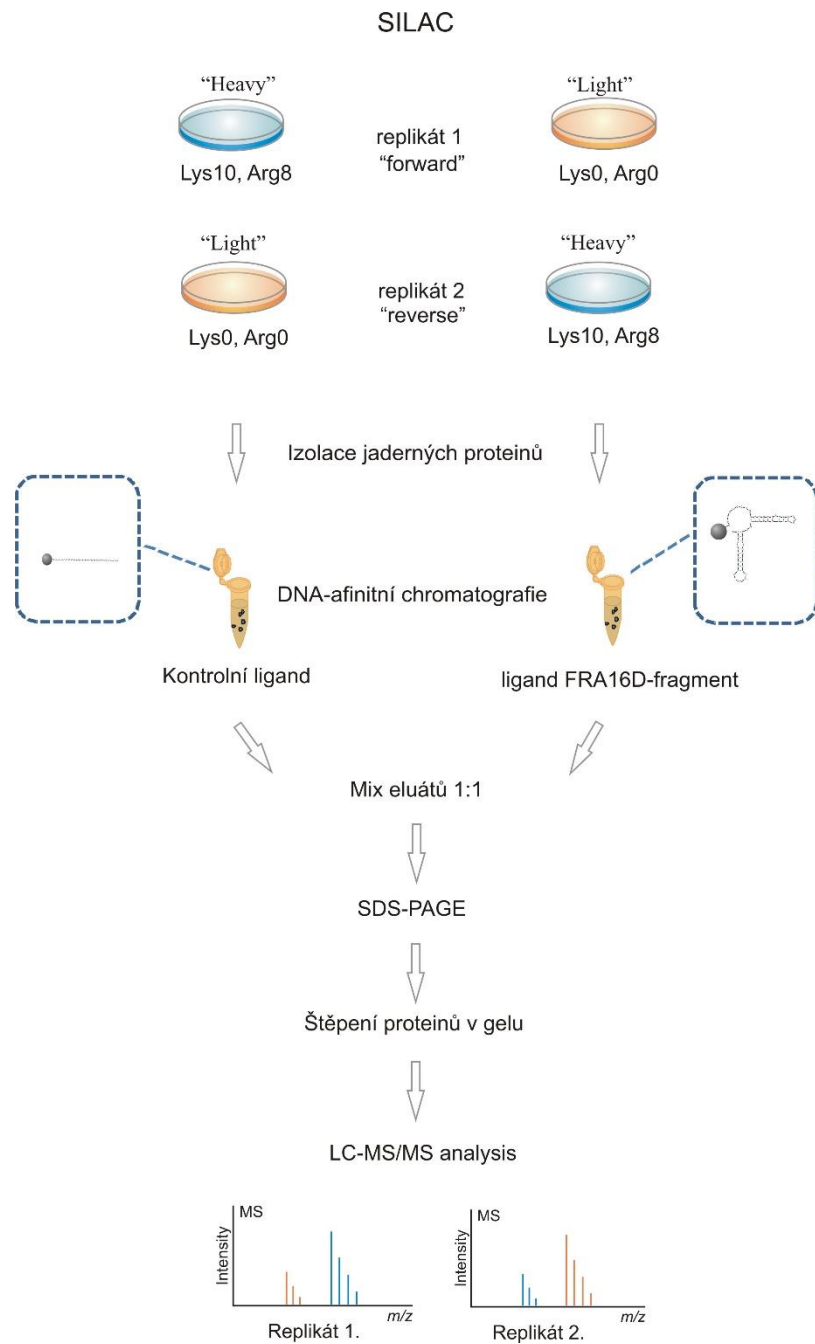 SILAC
“Heavy”
“Light”
replikát 1
“forward”
Lys10, Arg8
Lys0, Arg0
“Light”
“Heavy”
replikát 2
“reverse”
Lys0, Arg0
Lys10, Arg8
Izolace jaderných proteinů
DNA-afinitní chromatografie
Kontrolní ligand
ligand FRA16D-fragment
Mix eluátů 1:1
SDS-PAGE
Štěpení proteinů v gelu
LC-MS/MS analysis
MS
Intensity
m/z
Replikát 1.
MS
Intensity
m/z
Replikát 2.